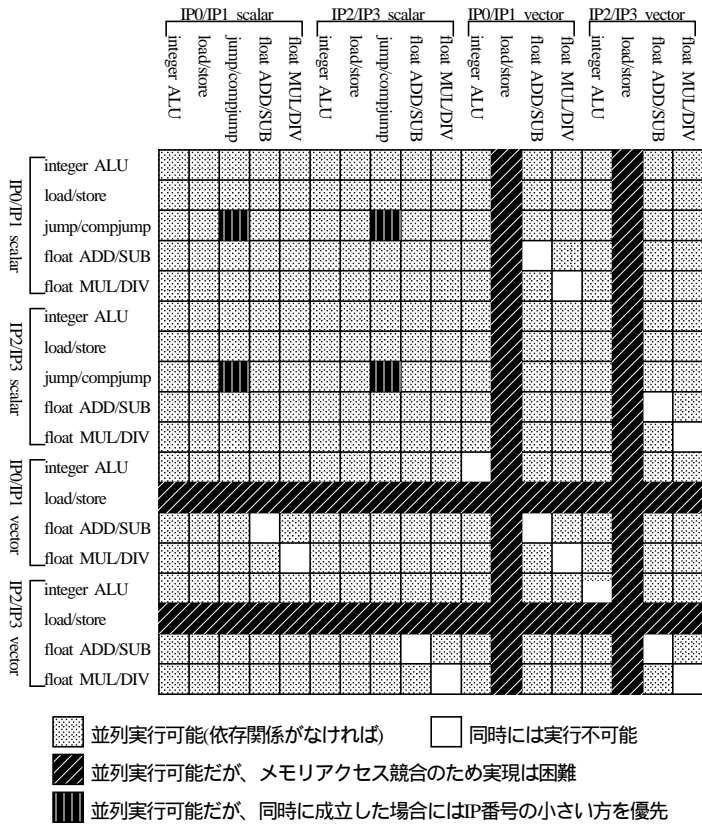 IP0/IP1 scalar
IP2/IP3 scalar
IP0/IP1 vector
IP2/IP3 vector
integer ALU
load/store
jump/compjump
float ADD/SUB
float MUL/DIV
integer ALU
load/store
jump/compjump
float ADD/SUB
float MUL/DIV
integer ALU
load/store
float ADD/SUB
float MUL/DIV
integer ALU
load/store
float ADD/SUB
float MUL/DIV
IP0/IP1 scalar
integer ALU
load/store
jump/compjump
float ADD/SUB
float MUL/DIV
IP2/IP3 scalar
integer ALU
load/store
jump/compjump
float ADD/SUB
float MUL/DIV
IP0/IP1 vector
integer ALU
load/store
float ADD/SUB
float MUL/DIV
IP2/IP3 vector
integer ALU
load/store
float ADD/SUB
float MUL/DIV
並列実行可能(依存関係がなければ)
同時には実行不可能
並列実行可能だが、メモリアクセス競合のため実現は困難
並列実行可能だが、同時に成立した場合にはIP番号の小さい方を優先